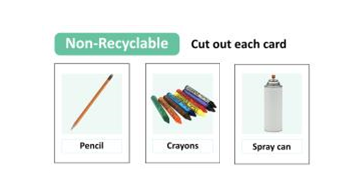 Non-Recyclable Cut out each card
Pencil Crayons Spray can